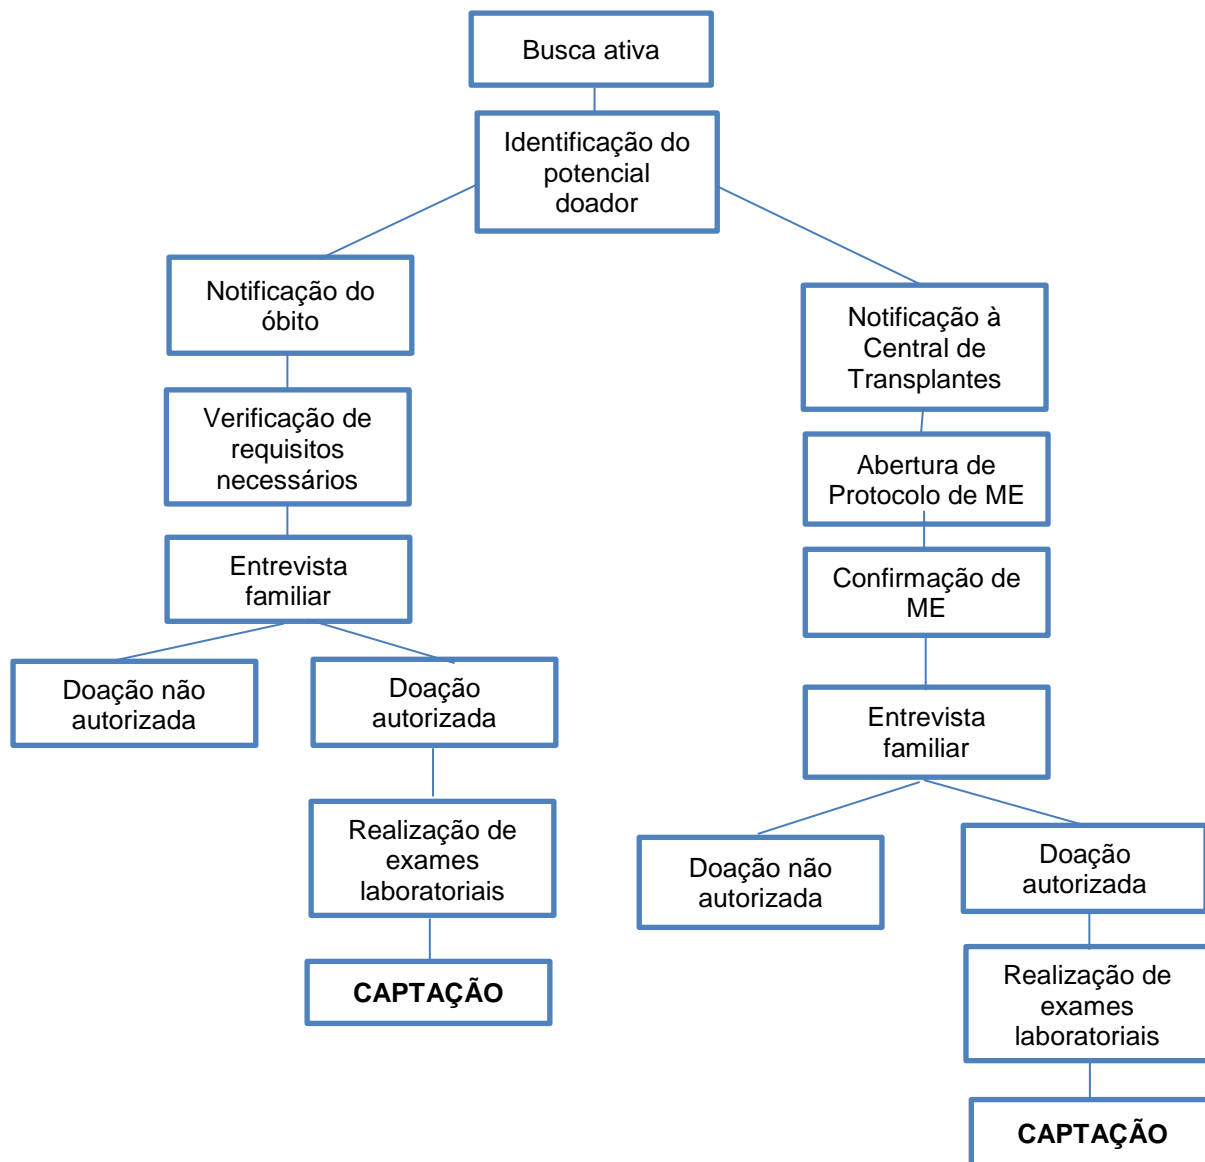 Busca ativa
Identificação do
potencial
doador
Notificação do
óbito
Verificação de
requisitos
necessários
Entrevista
familiar
Doação não
autorizada
Doação
autorizada
Realização de
exames
laboratoriais
CAPTAÇÃO
Notificação à
Central de
Transplantes
Abertura de
Protocolo de ME
Confirmação de
ME
Entrevista
familiar
Doação não
autorizada
Doação
autorizada
Realização de
exames
laboratoriais
CAPTAÇÃO